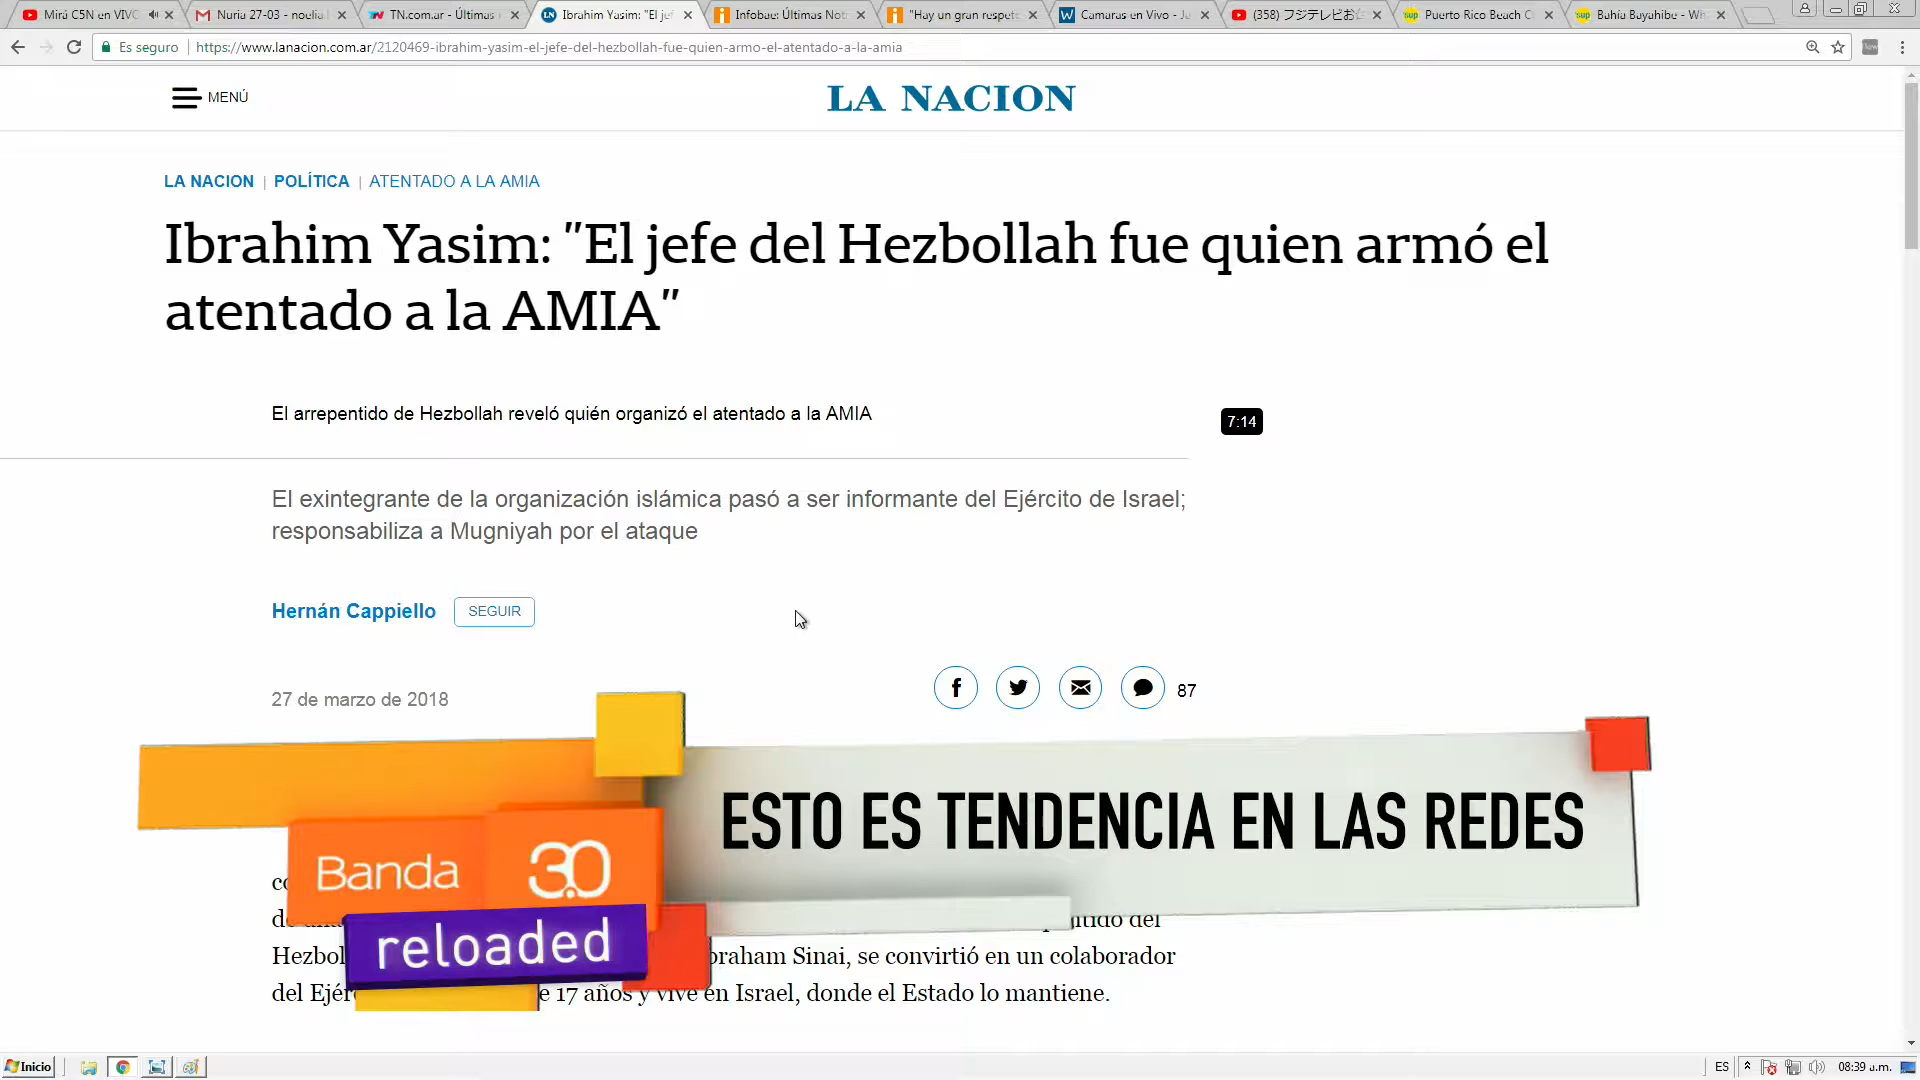 Mirá C5N en VIVO
Nuria 27-03 - noelia l
TN.com.ar - Últimas
Ibrahim Yasim: "El jef
Infobae: Últimas Not
"Hay un gran respeto
Camaras en Vivo - Ju
(358) フジテレビお台
Puerto Rico Beach C
Bahía Bayahibe - Wh
Es seguro
https://www.lanacion.com.ar/2120469-ibrahim-yasim-el-jefe-del-hezbollah-fue-quien-armo-el-atentado-a-la-amia
MENÚ
LA NACION
LA NACION | POLÍTICA | ATENTADO A LA AMIA
Ibrahim Yasim: "El jefe del Hezbollah fue quien armó el
atentado a la AMIA"
El arrepentido de Hezbollah reveló quién organizó el atentado a la AMIA
7:14
El exintegrante de la organización islámica pasó a ser informante del Ejército de Israel;
responsabiliza a Mugniyah por el ataque
Hernán Cappiello
SEGUIR
27 de marzo de 2018
87
ESTO ES TENDENCIA EN LAS REDES
Banda 3.0
reloaded
del
Hezbol braham Sinai, se convirtió en un colaborador
del Ejér e 17 años y vive en Israel, donde el Estado lo mantiene.
Inicio
ES
08:39 a.m.